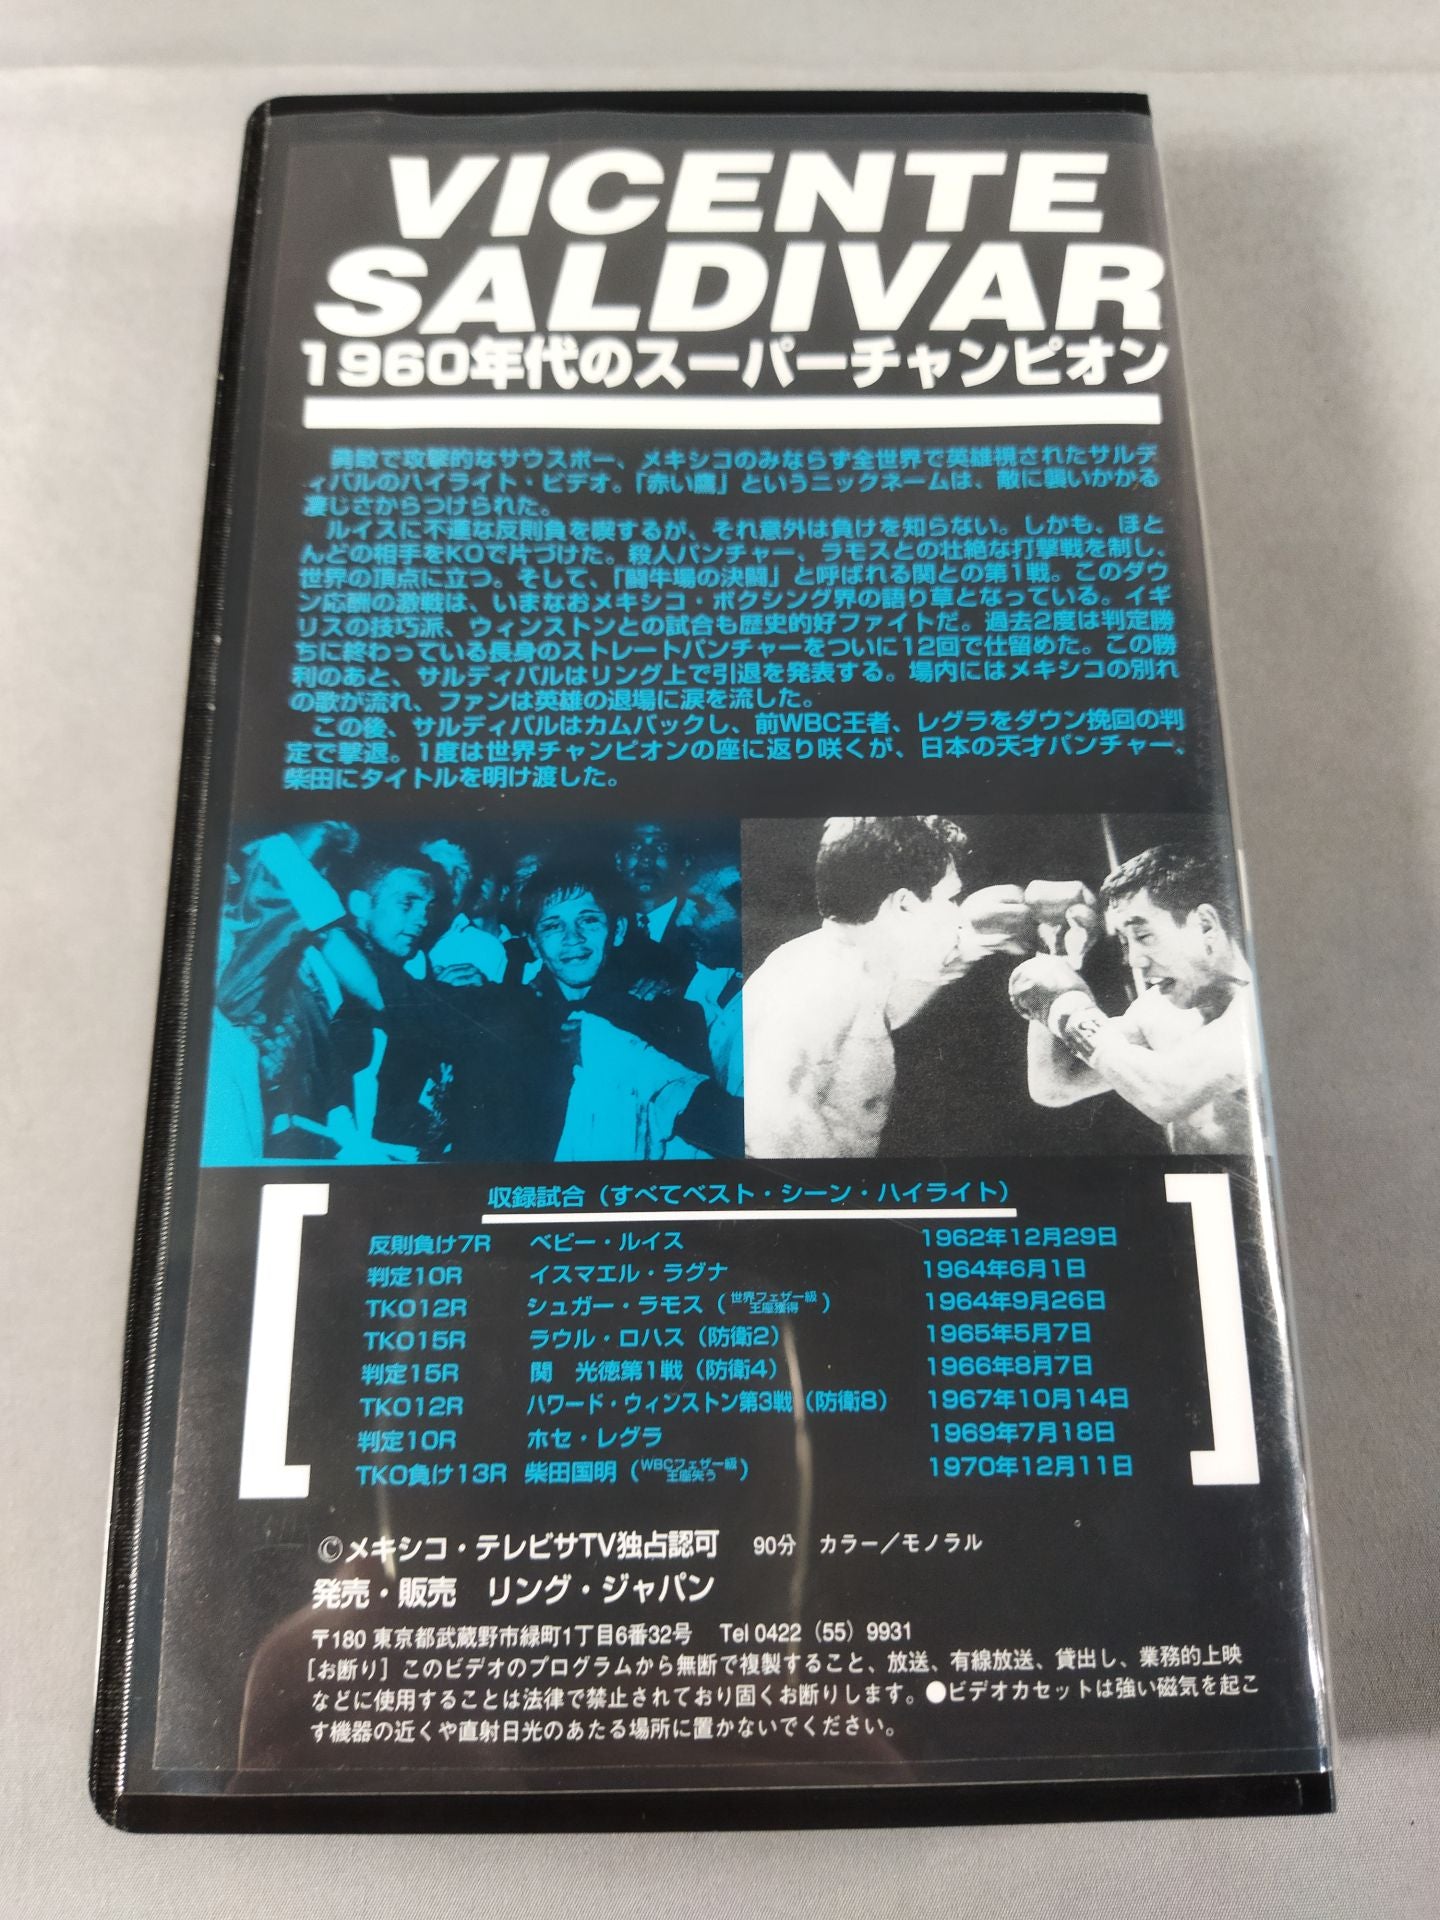 VICENTE
SALDIVAR
1960年代のスーパーチャンピオン
勇敢で攻撃的なサウスポー、メキシコのみならず全世界で英雄視されたサルデ
ィバルのハイライト・ビデオ。「赤い鷹」というニックネームは、敵に襲いかかる
凄じさからつけられた。
ルイスに不運な反則負を喫するが、それ意外は負けを知らない。しかも、ほと
んどの相手をKOで片づけた。殺人パンチャー、ラモスとの壮絶な打撃戦を制し、
世界の頂点に立つ。そして、「闘牛場の決闘」と呼ばれる関との第1戦。このダウ
ン応酬の激戦は、いまなおメキシコ・ボクシング界の語り草となっている。イギ
リスの技巧派、ウィンストンとの試合も歴史的好ファイトだ。過去2度は判定勝
ちに終わっている長身のストレートパンチャーをついに12回で仕留めた。この勝
利のあと、サルディバルはリング上で引退を発表する。場内にはメキシコの別れ
の歌が流れ、ファンは英雄の退場に涙を流した。
この後、サルディバルはカムバックし、前WBC王者、レグラをダウン挽回の判
定で撃退。1度は世界チャンピオンの座に返り咲くが、日本の天才パンチャー、
柴田にタイトルを明け渡した。
収録試合（すべてベスト・シーン・ハイライト）
反則負け7R ベビー・ルイス 1962年12月29日
判定10R イスマエル・ラグナ 1964年6月1日
TKO12R シュガー・ラモス（世界フェザー級王座獲得） 1964年9月26日
TKO15R ラウル・ロハス（防衛2） 1965年5月7日
判定15R 関 光徳第1戦（防衛4） 1966年8月7日
TKO12R ハワード・ウィンストン第3戦（防衛8） 1967年10月14日
判定10R ホセ・レグラ 1969年7月18日
TKO負け13R 柴田国明（WBCフェザー級王座失う） 1970年12月11日
©メキシコ・テレビサTV独占認可 90分 カラー／モノラル
発売・販売 リング・ジャパン
〒180 東京都武蔵野市緑町1丁目6番32号 Tel 0422（55）9931
［お断り］このビデオのプログラムから無断で複製すること、放送、有線放送、貸出し、業務的上映
などに使用することは法律で禁止されており固くお断りします。●ビデオカセットは強い磁気を起こ
す機器の近くや直射日光のあたる場所に置かないでください。